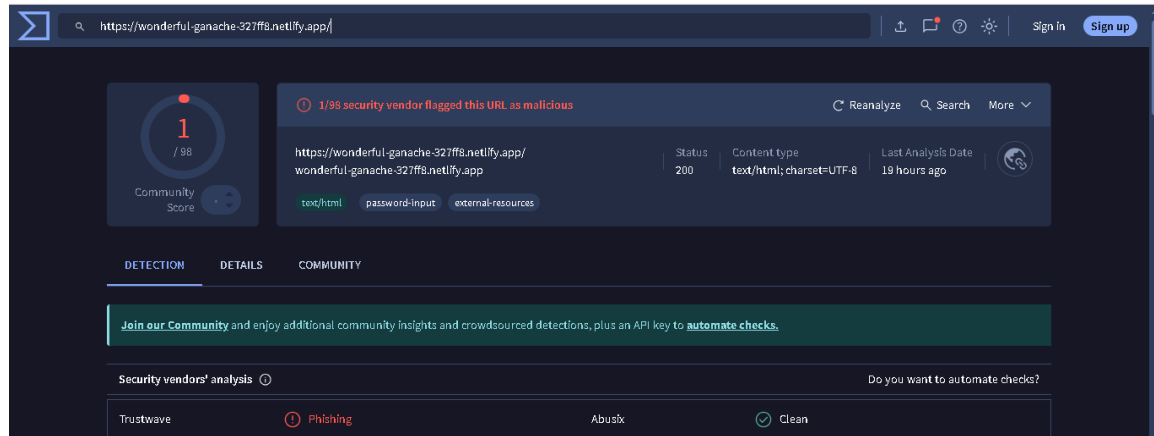 https://wonderful-ganache-327ff8.netlify.app/
Sign in
Sign up
1
/ 98
Community
Score
1/98 security vendor flagged this URL as malicious
Reanalyze
Search
More
https://wonderful-ganache-327ff8.netlify.app/
wonderful-ganache-327ff8.netlify.app
Status
200
Content type
text/html; charset=UTF-8
Last Analysis Date
19 hours ago
text/html
password-input
external-resources
DETECTION
DETAILS
COMMUNITY
Join our Community and enjoy additional community insights and crowdsourced detections, plus an API key to automate checks.
Security vendors' analysis
Do you want to automate checks?
Trustwave
Phishing
Abusix
Clean